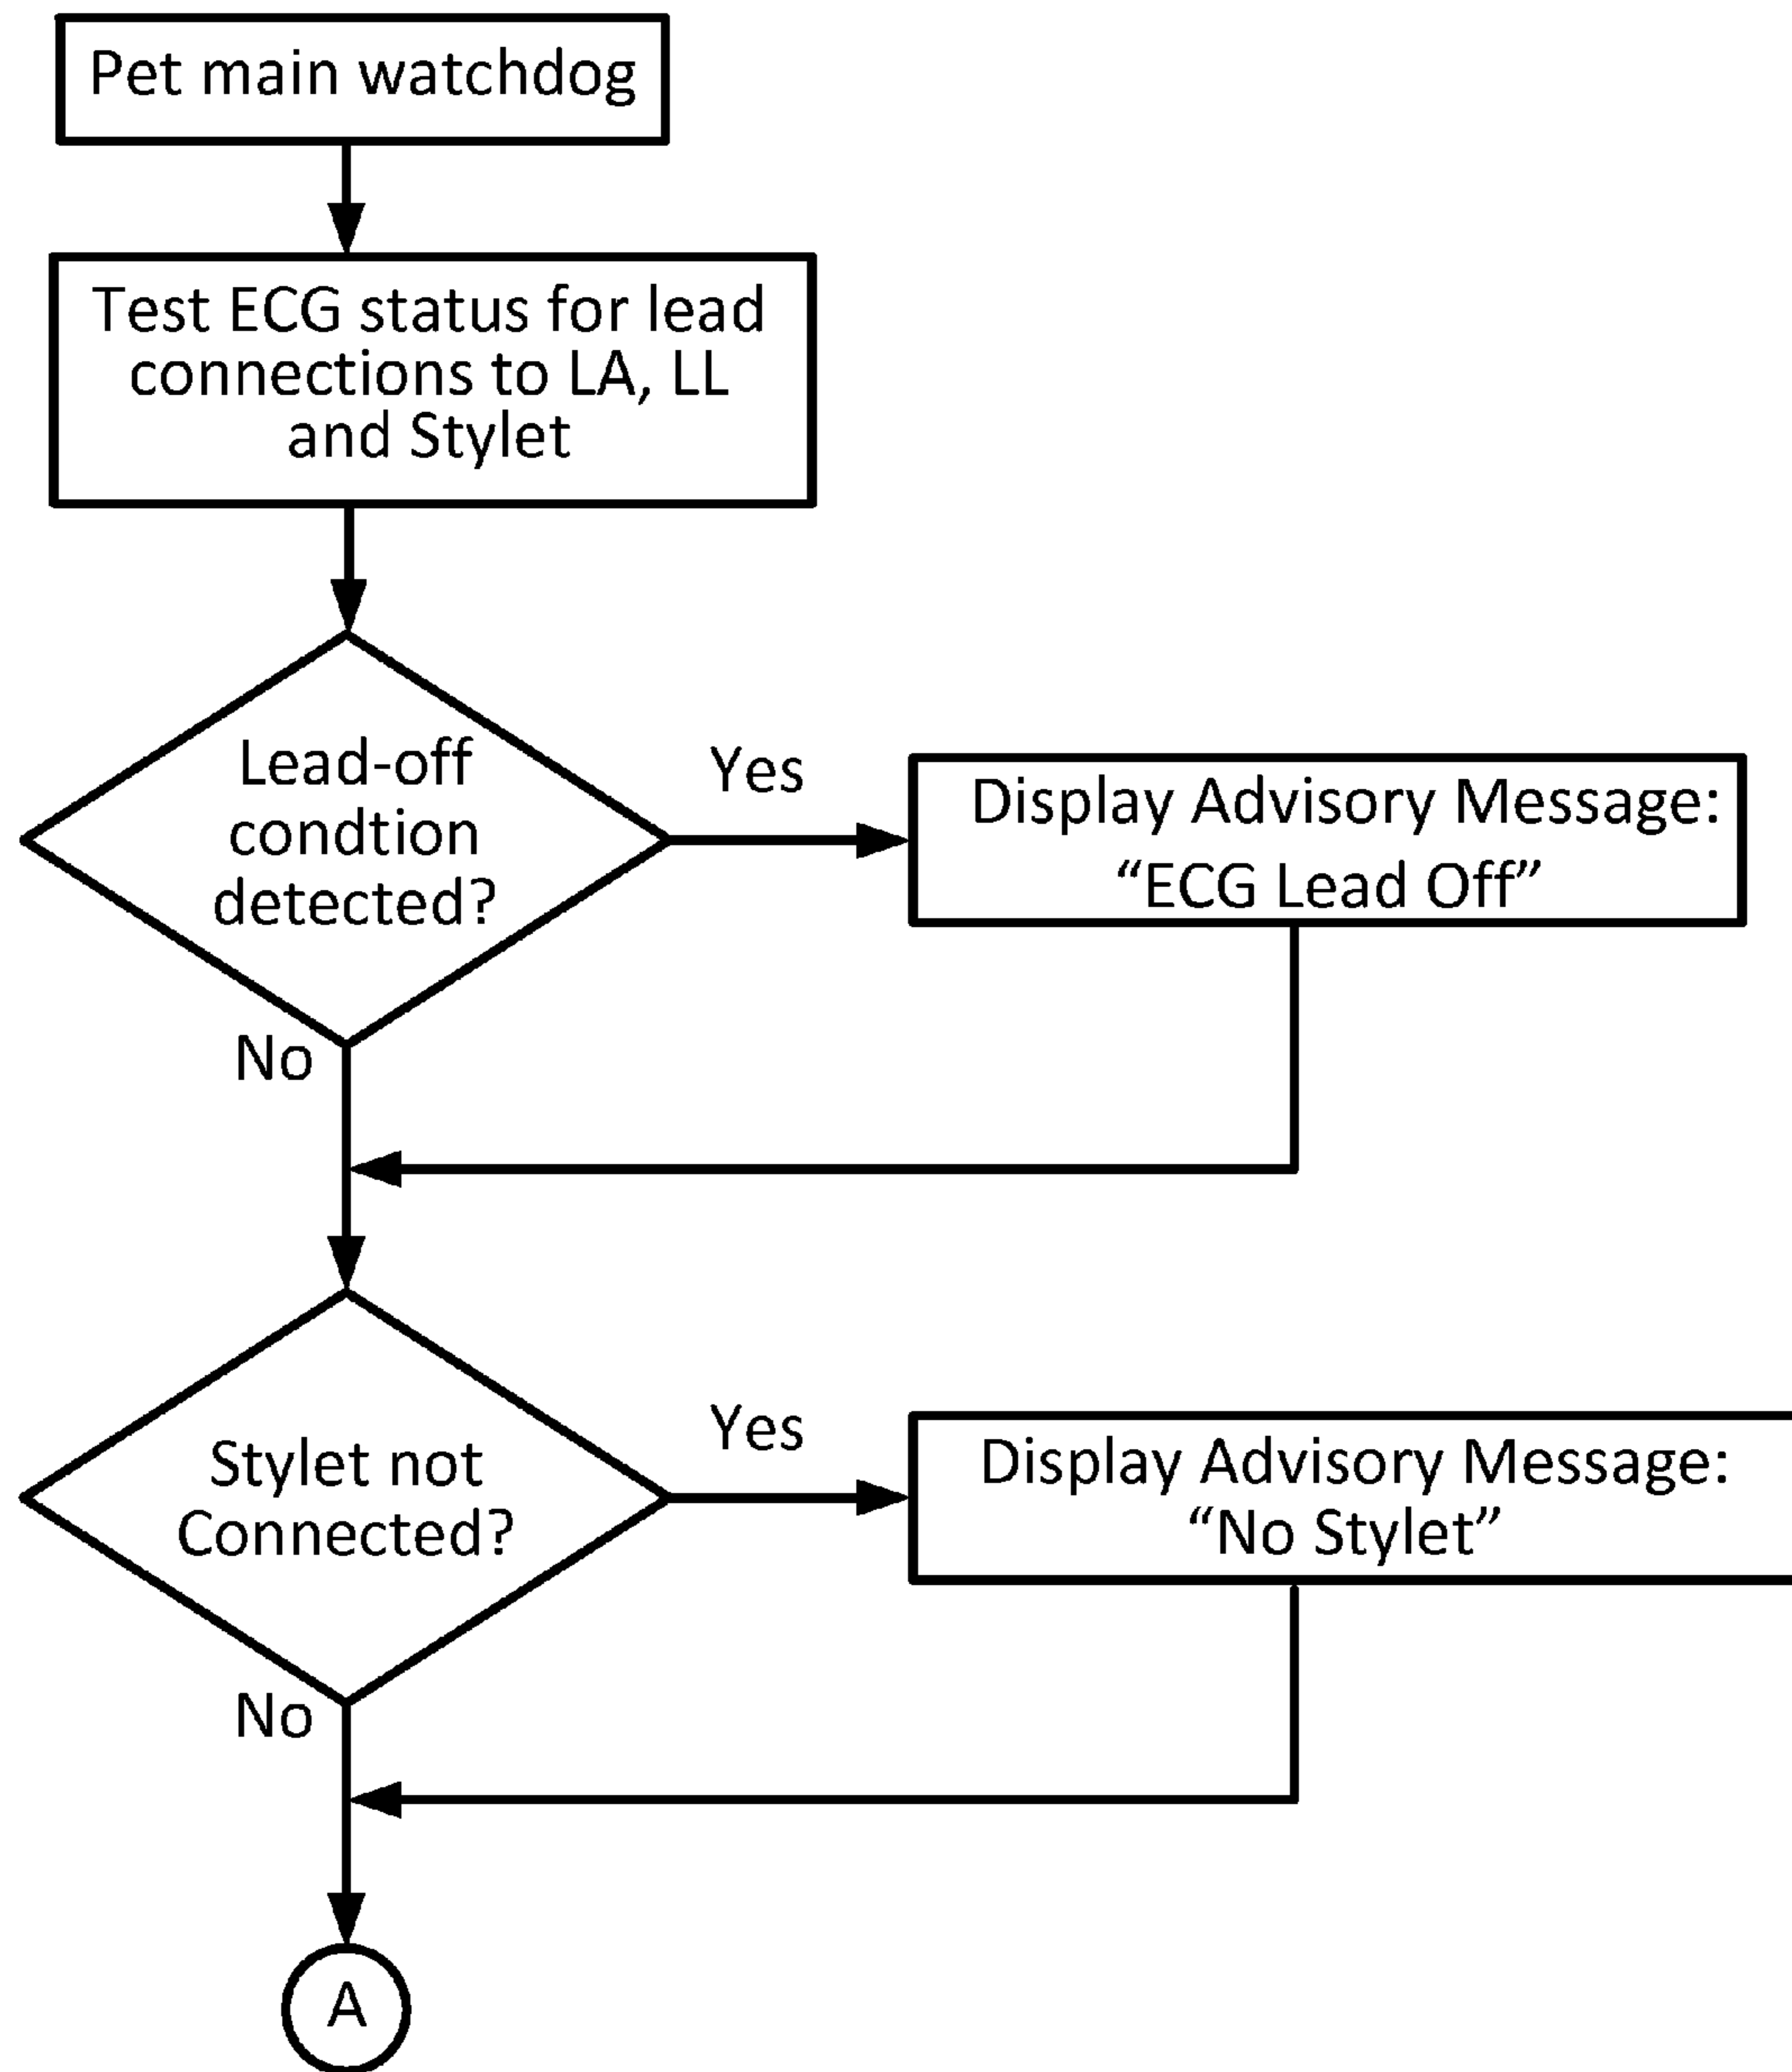 Pet main watchdog
Test ECG status for lead
connections to LA, LL
and Stylet
Lead-off
condtion
detected?
Yes
Display Advisory Message:
“ECG Lead Off”
No
Stylet not
Connected?
Yes
Display Advisory Message:
“No Stylet”
No
A